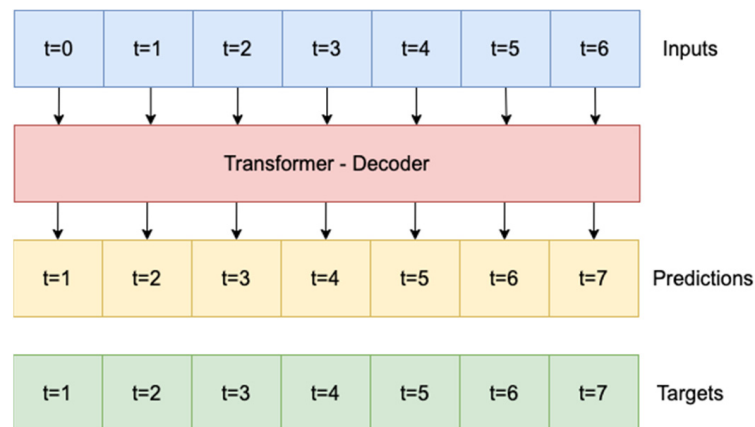 t=0 t=1 t=2 t=3 t=4 t=5 t=6 Inputs
Transformer - Decoder
t=1 t=2 t=3 t=4 t=5 t=6 t=7 Predictions
t=1 t=2 t=3 t=4 t=5 t=6 t=7 Targets